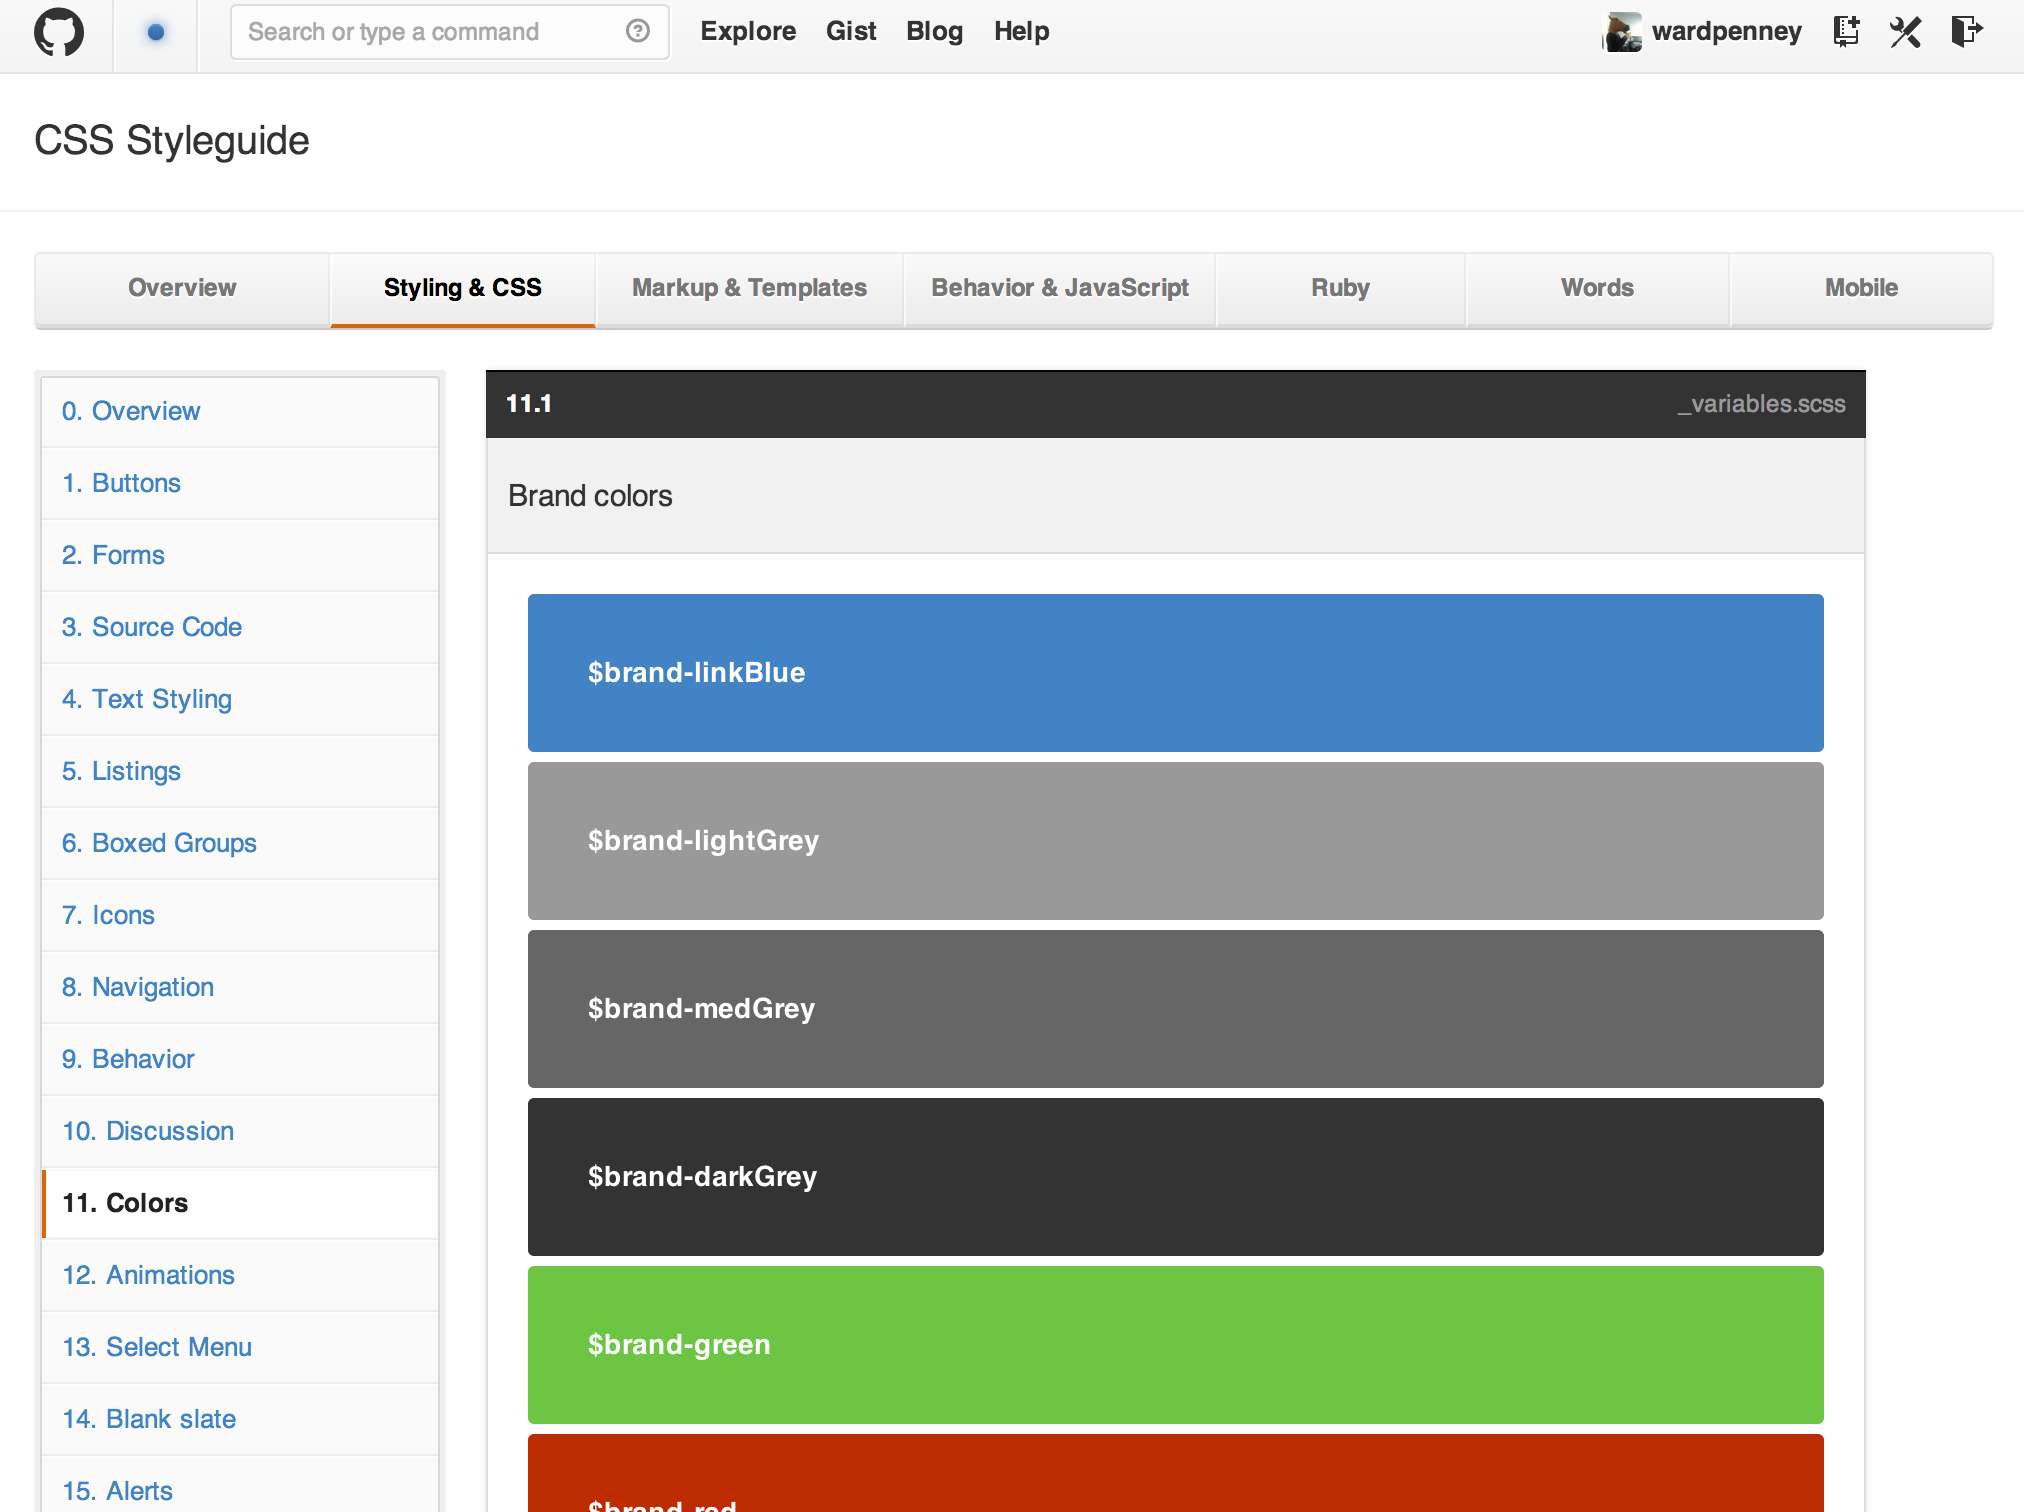 Search or type a command
Explore Gist Blog Help
wardpenney
CSS Styleguide
Overview
Styling & CSS
Markup & Templates
Behavior & JavaScript
Ruby
Words
Mobile
0. Overview
1. Buttons
2. Forms
3. Source Code
4. Text Styling
5. Listings
6. Boxed Groups
7. Icons
8. Navigation
9. Behavior
10. Discussion
11. Colors
12. Animations
13. Select Menu
14. Blank slate
15. Alerts
11.1
_variables.scss
Brand colors
$brand-linkBlue
$brand-lightGrey
$brand-medGrey
$brand-darkGrey
$brand-green
$brand-red